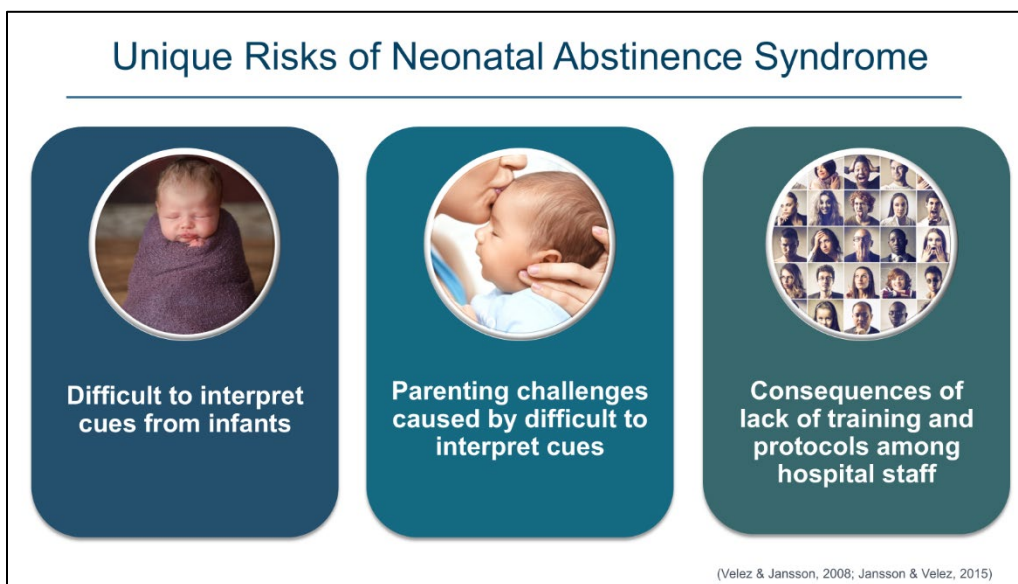 Unique Risks of Neonatal Abstinence Syndrome
Difficult to interpret
cues from infants
Parenting challenges
caused by difficult to
interpret cues
Consequences of
lack of training and
protocols among
hospital staff
(Velez & Jansson, 2008; Jansson & Velez, 2015)